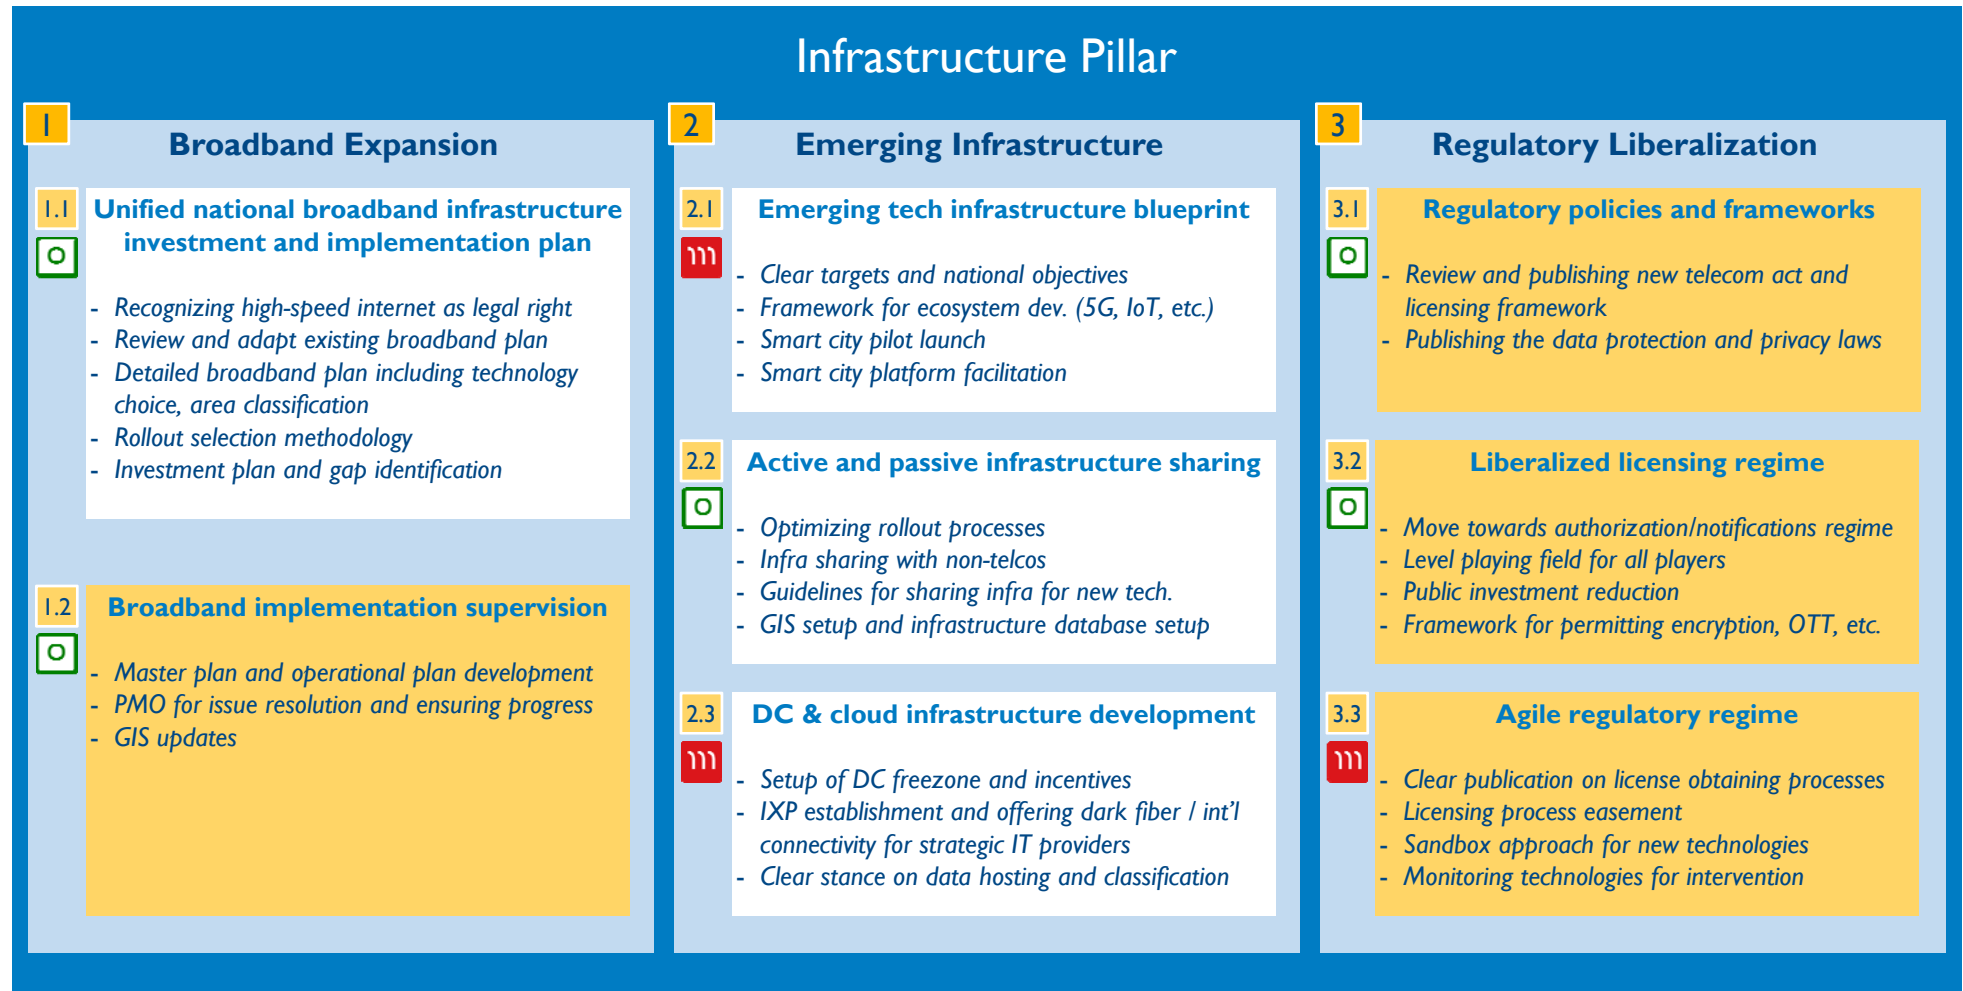 Infrastructure Pillar
1
Broadband Expansion
1.1
Unified national broadband infrastructure
investment and implementation plan
- Recognizing high-speed internet as legal right
- Review and adapt existing broadband plan
- Detailed broadband plan including technology
choice, area classification
- Rollout selection methodology
- Investment plan and gap identification
1.2
Broadband implementation supervision
- Master plan and operational plan development
- PMO for issue resolution and ensuring progress
- GIS updates
2
Emerging Infrastructure
2.1
Emerging tech infrastructure blueprint
- Clear targets and national objectives
- Framework for ecosystem dev. (5G, IoT, etc.)
- Smart city pilot launch
- Smart city platform facilitation
2.2
Active and passive infrastructure sharing
- Optimizing rollout processes
- Infra sharing with non-telcos
- Guidelines for sharing infra for new tech.
- GIS setup and infrastructure database setup
2.3
DC & cloud infrastructure development
- Setup of DC freezone and incentives
- IXP establishment and offering dark fiber / int'l
connectivity for strategic IT providers
- Clear stance on data hosting and classification
3
Regulatory Liberalization
3.1
Regulatory policies and frameworks
- Review and publishing new telecom act and
licensing framework
- Publishing the data protection and privacy laws
3.2
Liberalized licensing regime
- Move towards authorization/notifications regime
- Level playing field for all players
- Public investment reduction
- Framework for permitting encryption, OTT, etc.
3.3
Agile regulatory regime
- Clear publication on license obtaining processes
- Licensing process easement
- Sandbox approach for new technologies
- Monitoring technologies for intervention